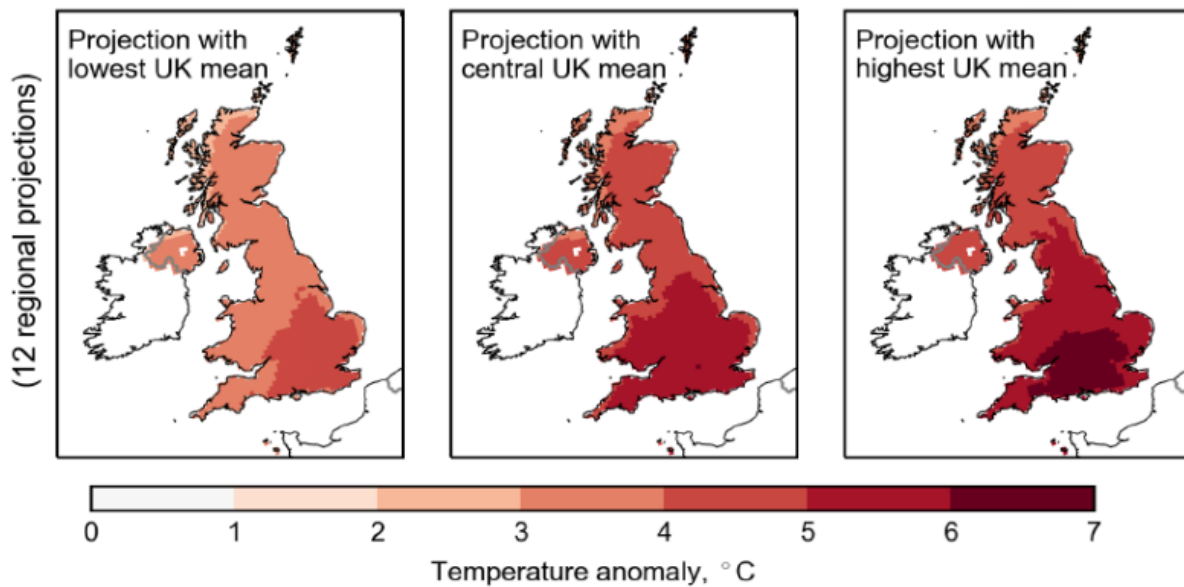 (12 regional projections)
Projection with
lowest UK mean
Projection with
central UK mean
Projection with
highest UK mean
0 1 2 3 4 5 6 7
Temperature anomaly, °C